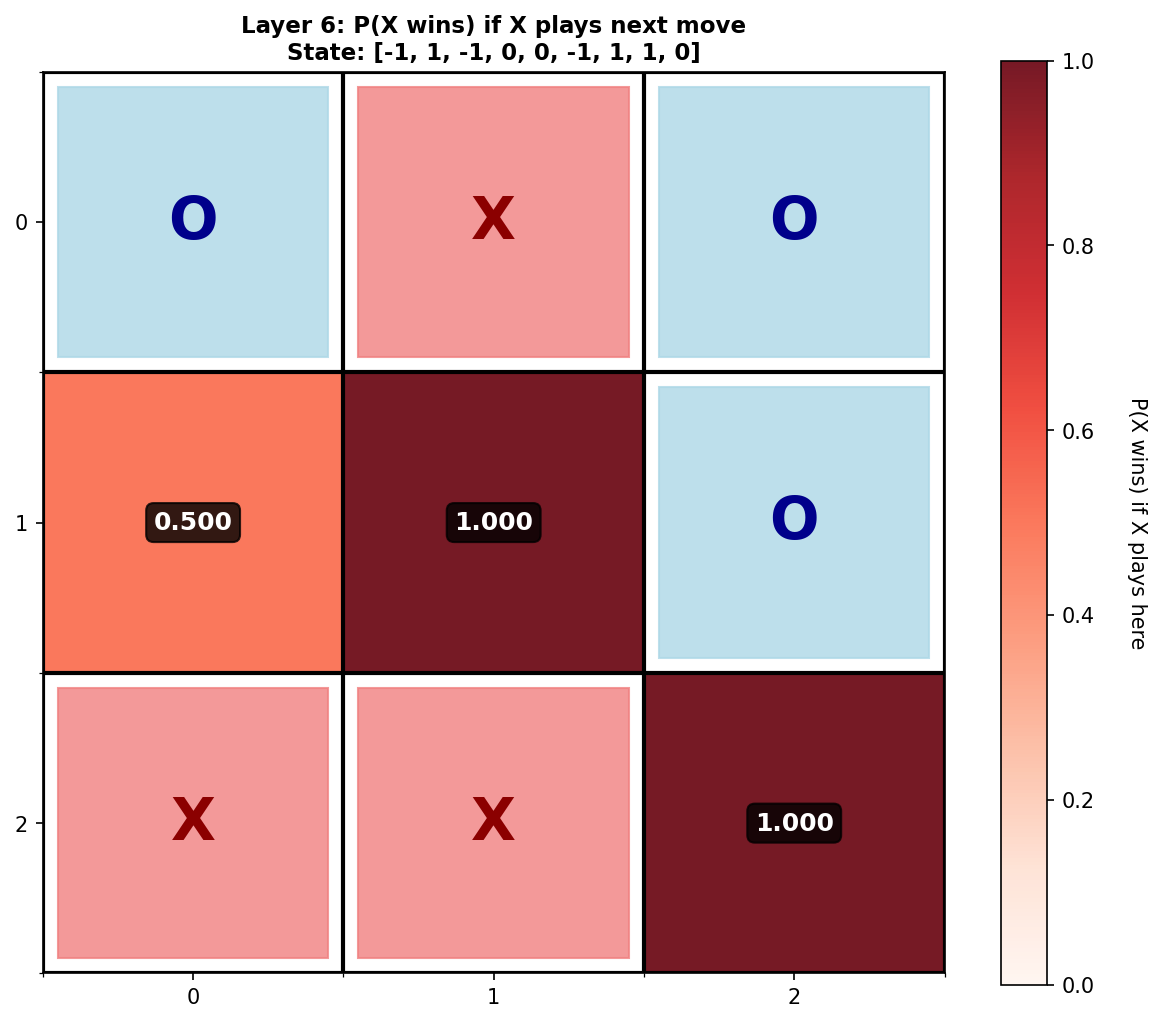 Layer 6: P(X wins) if X plays next move
State: [-1, 1, -1, 0, 0, -1, 1, 1, 0]
O X O
0.500 1.000 O
X X 1.000
0
1
2
0 1 2
1.0
0.8
0.6
0.4
0.2
0.0
P(X wins) if X plays here